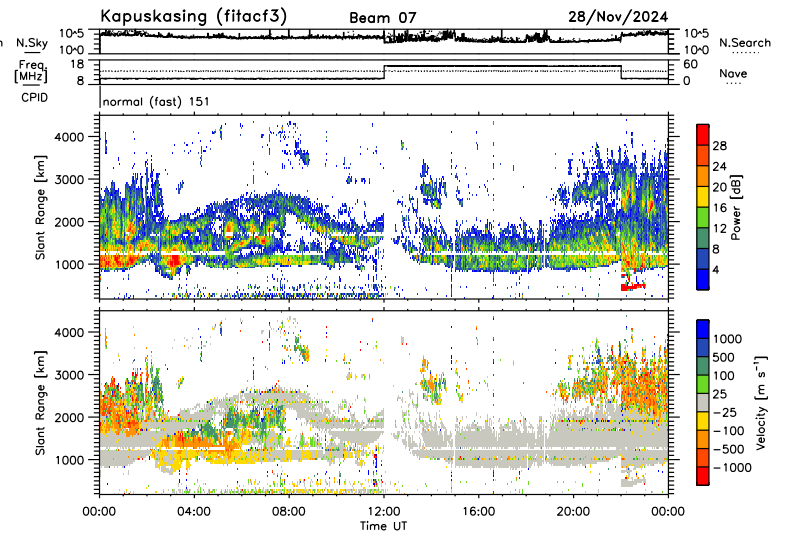 Kapuskasing (fitacf3) Beam 07 28/Nov/2024
N.Sky 10^5 10^5 N.Search
10^0 10^0
Freq. 18 60 Nave
[MHz] 8 0
CPID normal (fast) 151
4000
3000
2000
1000
Slant Range [km]
28
24
20
16
12
8
4
Power [dB]
4000
3000
2000
1000
Slant Range [km]
1000
500
100
25
-25
-100
-500
-1000
Velocity [m s⁻¹]
00:00 04:00 08:00 12:00 16:00 20:00 00:00
Time UT